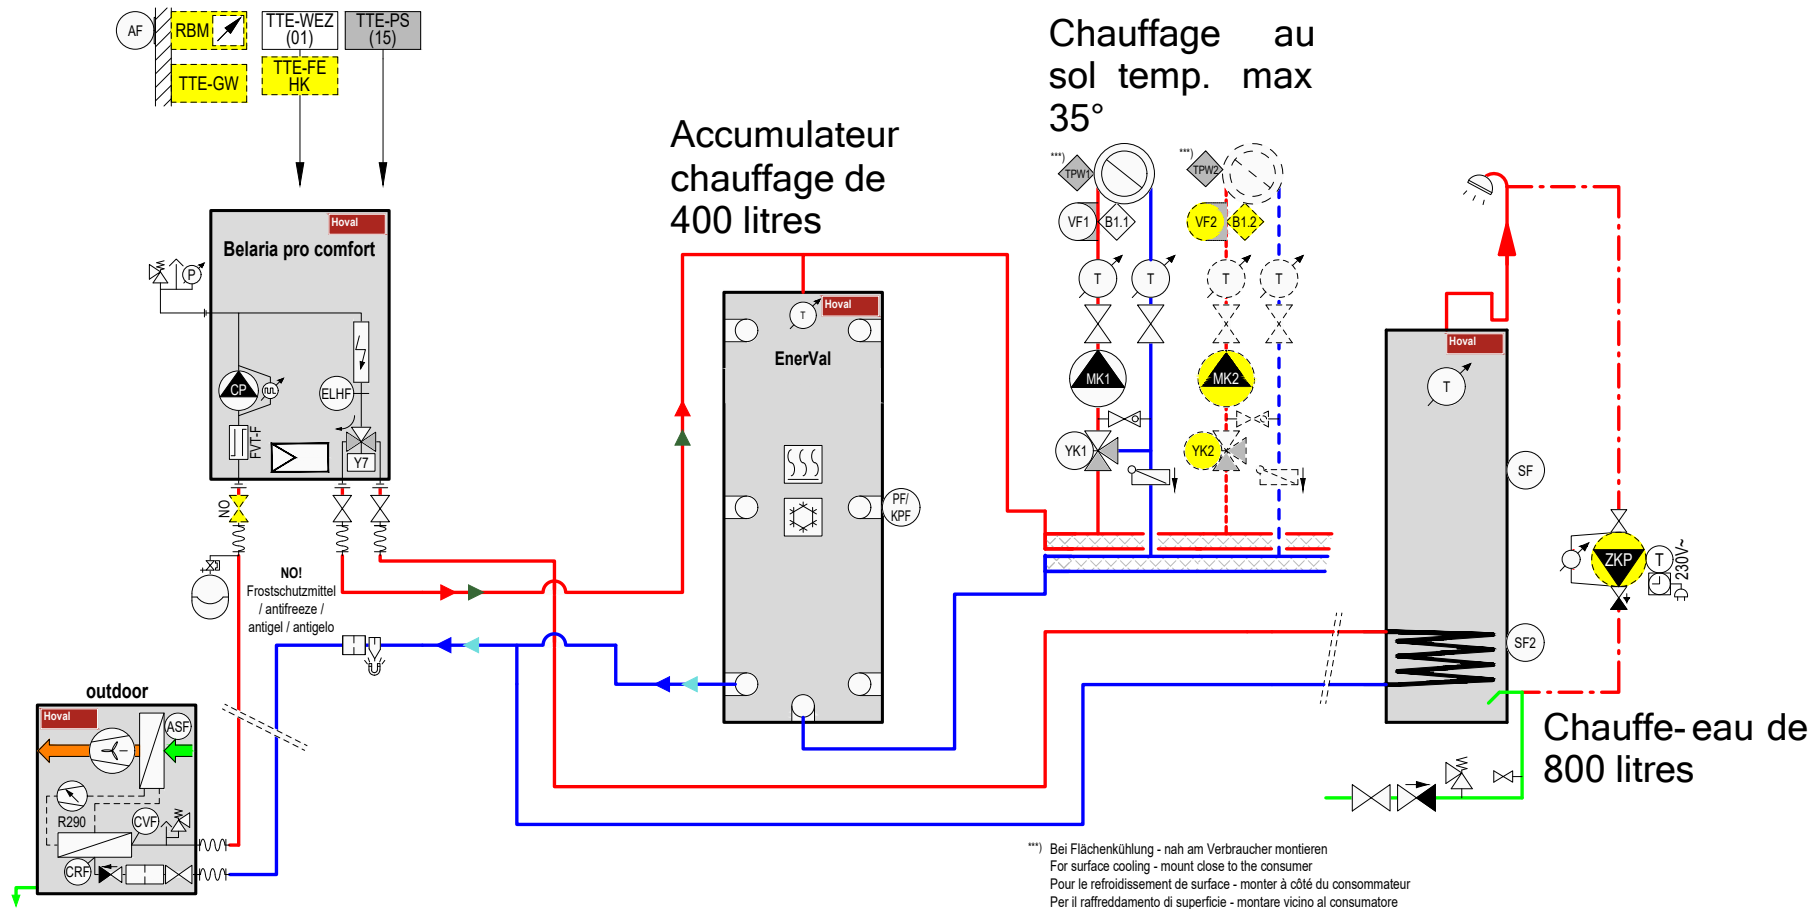 AF
RBM
TTE-GW
TTE-WEZ
(01)
TTE-FE
HK
TTE-PS
(15)
Chauffage au
sol temp. max
35°
Accumulateur
chauffage de
400 litres
Hoval
Belaria pro comfort
P
CP
ELHF
FVT-F
Y7
NO
NO!
Frostschutzmittel
/ antifreeze /
antigel / antigelo
Hoval
T
EnerVal
PF/
KPF
***)
TPW1
VF1
B1.1
T
T
MK1
YK1
***)
TPW2
VF2
B1.2
T
T
MK2
YK2
Hoval
T
SF
SF2
ZKP
T
230V~
Chauffe-eau de
800 litres
outdoor
Hoval
ASF
R290
CVF
CRF
***) Bei Flächenkühlung - nah am Verbraucher montieren
For surface cooling - mount close to the consumer
Pour le refroidissement de surface - monter à côté du consommateur
Per il raffreddamento di superficie - montare vicino al consumatore